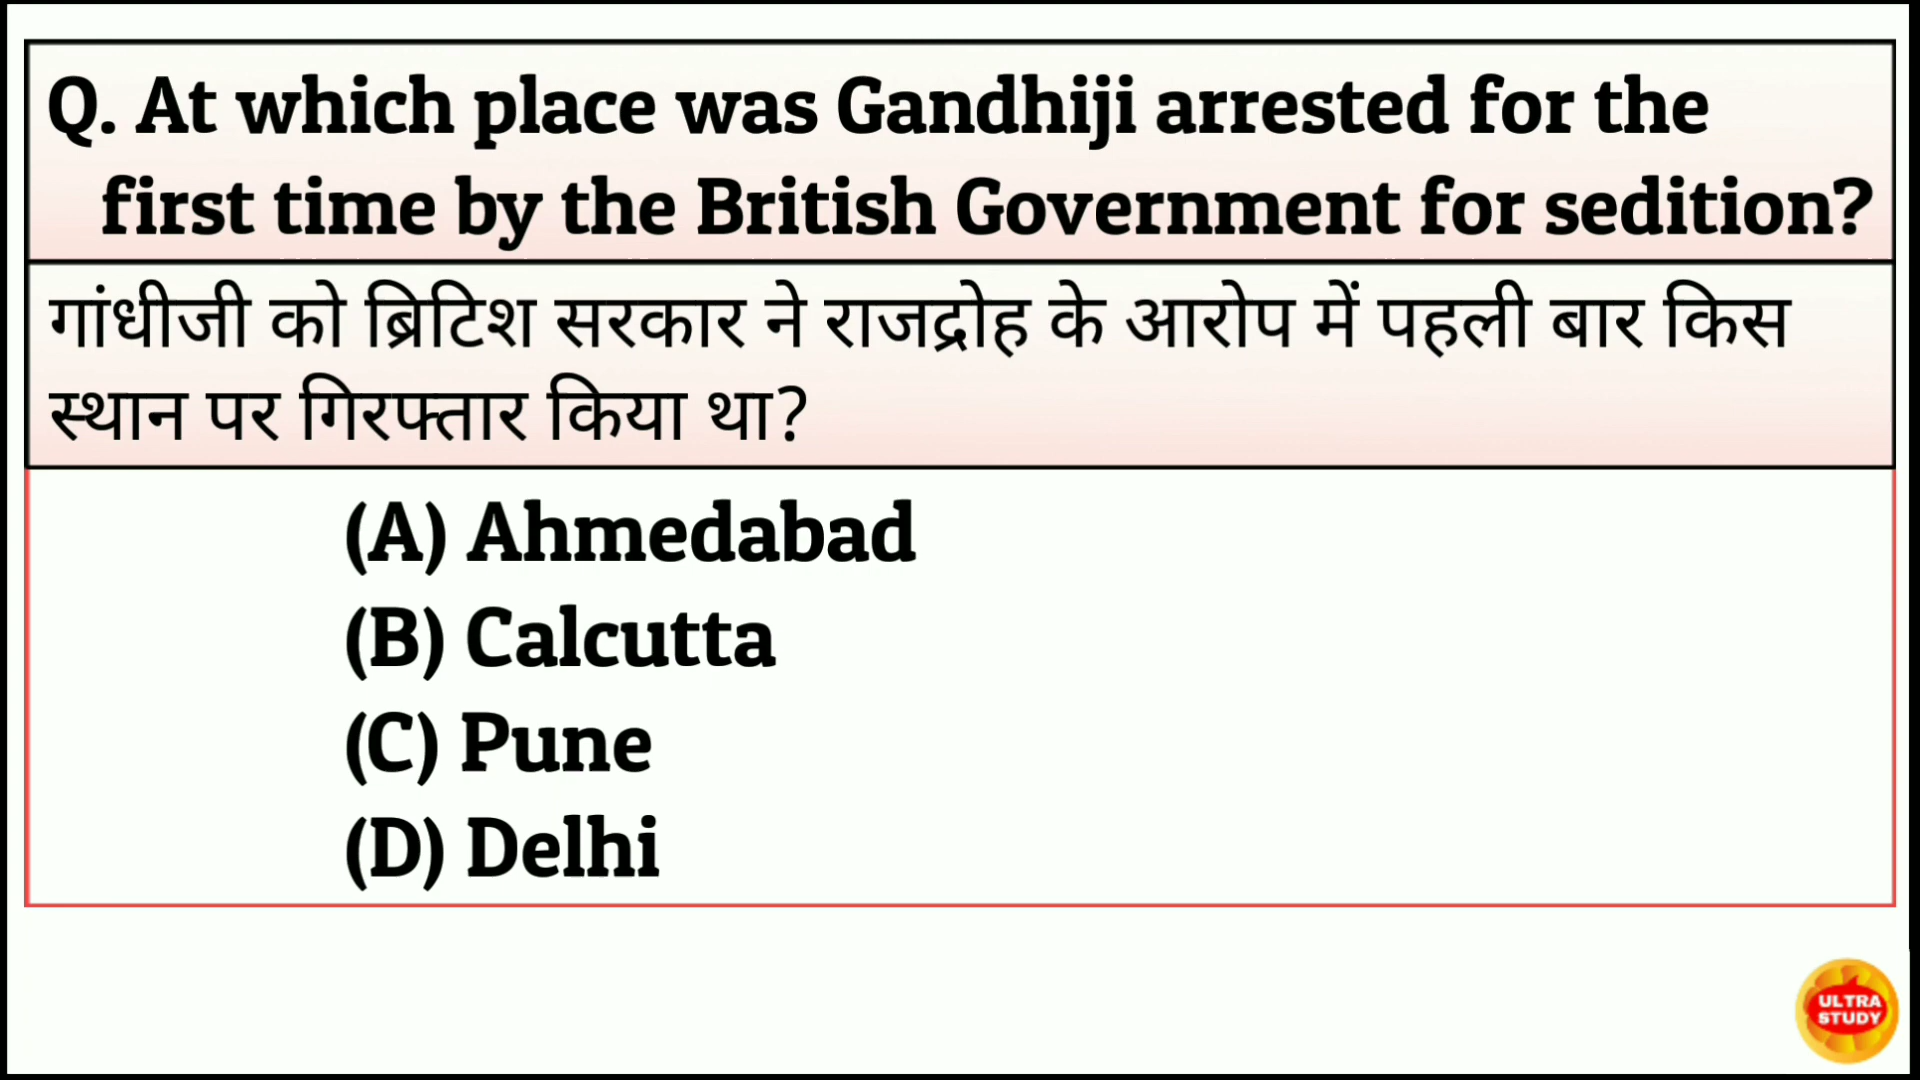 Q. At which place was Gandhiji arrested for the
first time by the British Government for sedition?
गांधीजी को ब्रिटिश सरकार ने राजद्रोह के आरोप में पहली बार किस
स्थान पर गिरफ्तार किया था?
(A) Ahmedabad
(B) Calcutta
(C) Pune
(D) Delhi
ULTRA
STUDY